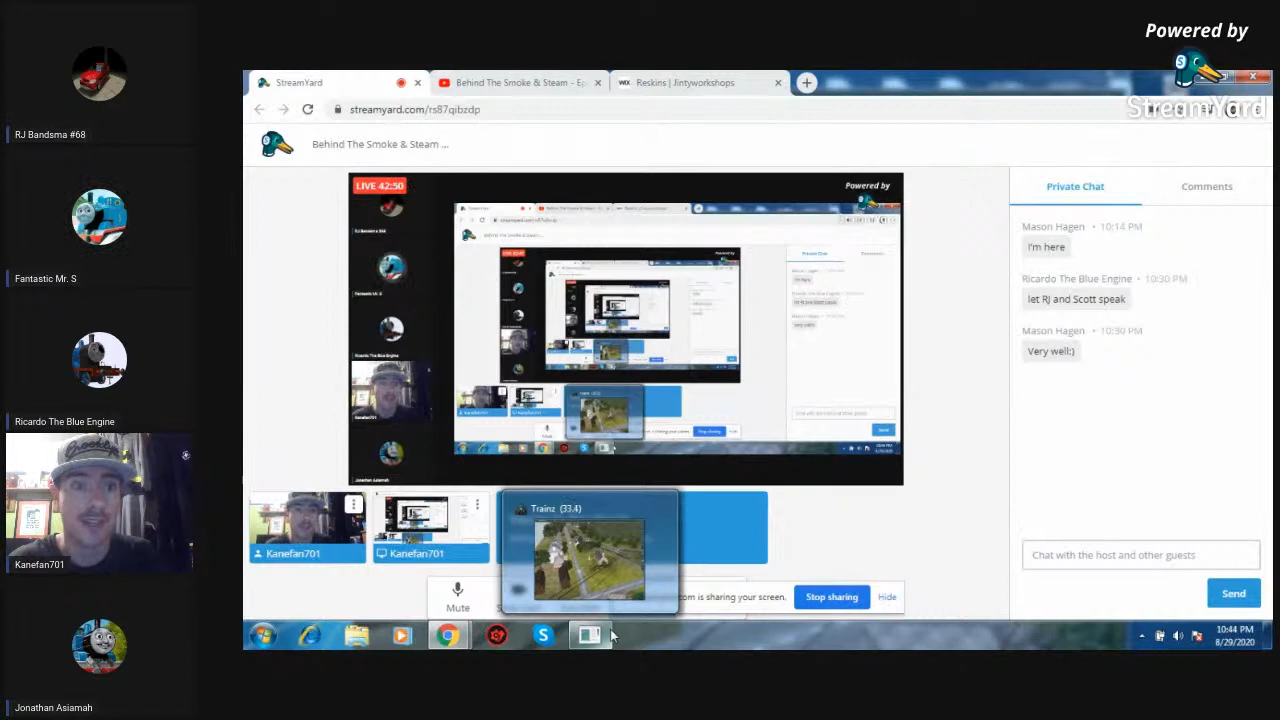 Powered by
StreamYard
RJ Bandsma #68
Fantastic Mr. S
Ricardo The Blue Engine
Kanefan701
Jonathan Asiamah
StreamYard
Behind The Smoke & Steam - Ep
WIX Reskins | Jintyworkshops
streamyard.com/rs87qibzdp
Behind The Smoke & Steam ...
LIVE 42:50
Powered by
Private Chat
Comments
Mason Hagen • 10:14 PM
I'm here
Ricardo The Blue Engine • 10:30 PM
let RJ and Scott speak
Mason Hagen • 10:30 PM
Very well:)
Kanefan701
Kanefan701
Trainz (33.4)
Mute
com is sharing your screen.
Stop sharing
Hide
Chat with the host and other guests
Send
10:44 PM
8/29/2020